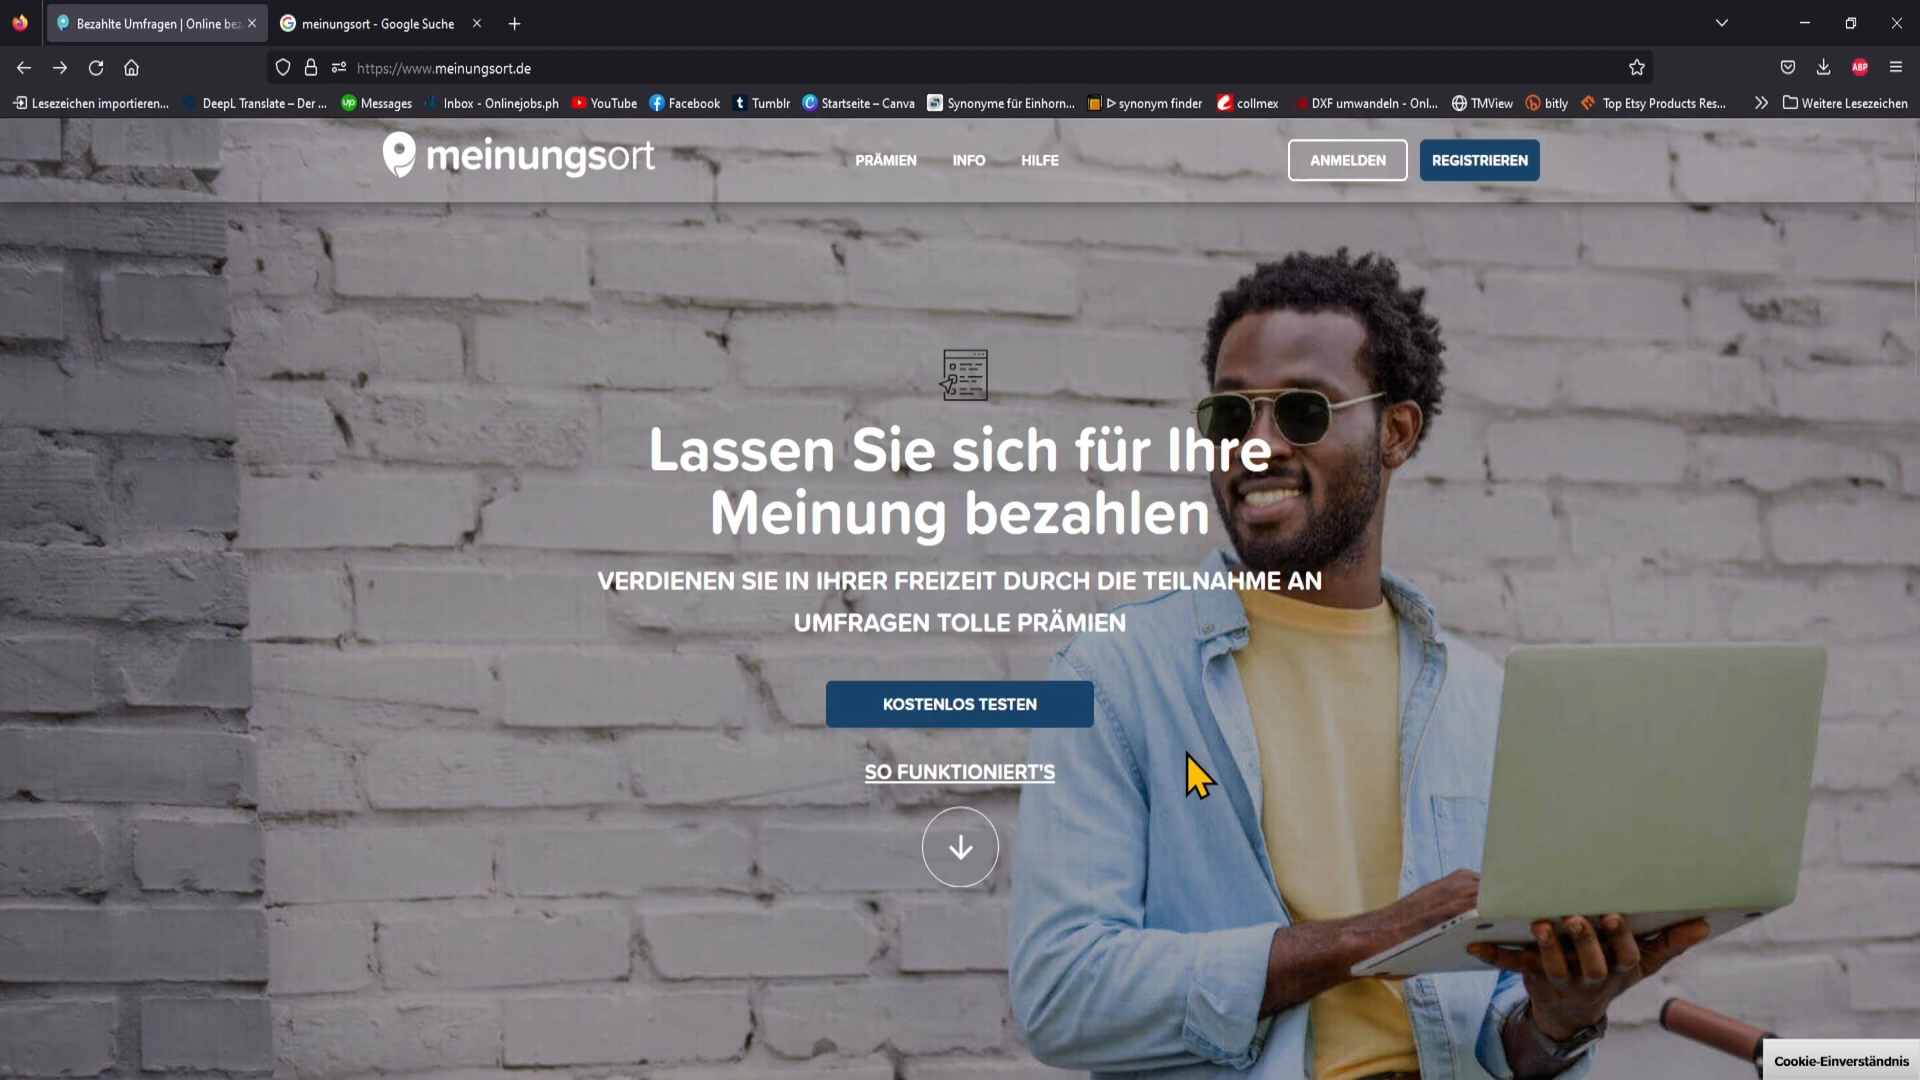 Bezahlte Umfragen | Online bez
meinungsort - Google Suche
https://www.meinungsort.de
ABP
Lesezeichen importieren...
DeepL Translate – Der ...
up Messages
Inbox - Onlinejobs.ph
YouTube
Facebook
t Tumblr
Startseite – Canva
Synonyme für Einhorn...
ᐅ synonym finder
collmex
DXF umwandeln - Onl...
TMView
bitly
Top Etsy Products Res...
Weitere Lesezeichen
meinungsort
PRÄMIEN
INFO
HILFE
ANMELDEN
REGISTRIEREN
Lassen Sie sich für Ihre
Meinung bezahlen
VERDIENEN SIE IN IHRER FREIZEIT DURCH DIE TEILNAHME AN
UMFRAGEN TOLLE PRÄMIEN
KOSTENLOS TESTEN
SO FUNKTIONIERT'S
Cookie-Einverständnis